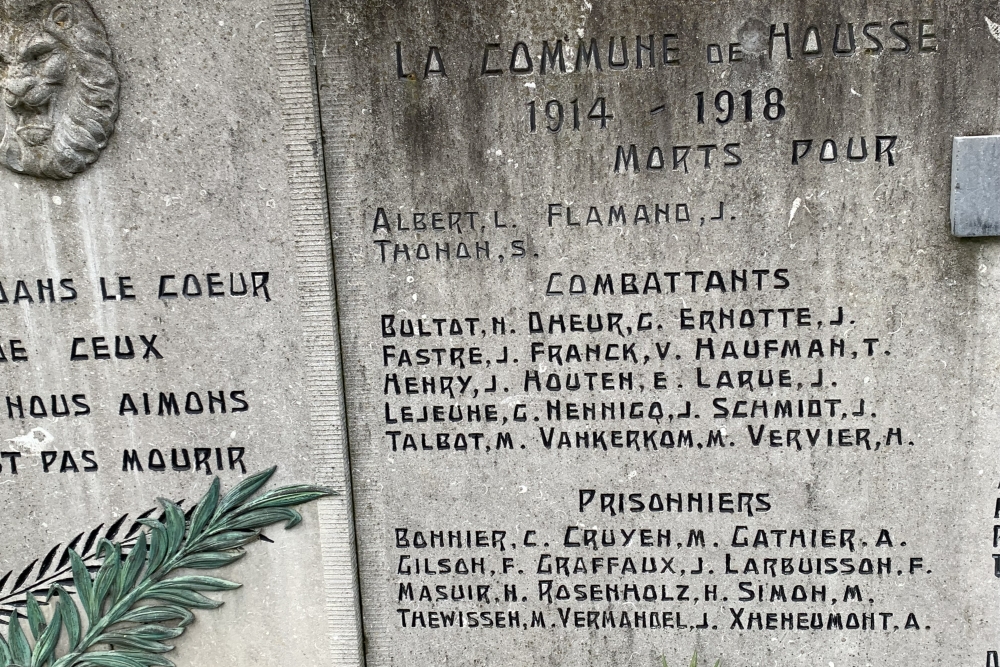 DANS LE COEUR
DE CEUX
NOUS AIMONS
PAS MOURIR
LA COMMUNE DE HOUSSE
1914 - 1918
MORTS POUR
ALBERT, L. FLAMAND, J.
THONON, S.
COMBATTANTS
BULTOT, H. DHEUR, G. ERNOTTE, J.
FASTRE, J. FRANCK, V. HAUFMAN, T.
HENRY, J. HOUTEN, E. LARUE, J.
LEJEUNE, G. HENNICQ, J. SCHMIDT, J.
TALBOT, M. VANKERKOM, M. VERVIER, H.
PRISONNIERS
BONNIER, C. CRUYEN, M. GATHIER. A.
GILSON, F. GRAFFAUX, J. LARBUISSON, F.
MASUIR, H. ROSENHOLZ, H. SIMON, M.
THEWISSEN, M. VERMANDEL, J. XHENEUMONT, A.